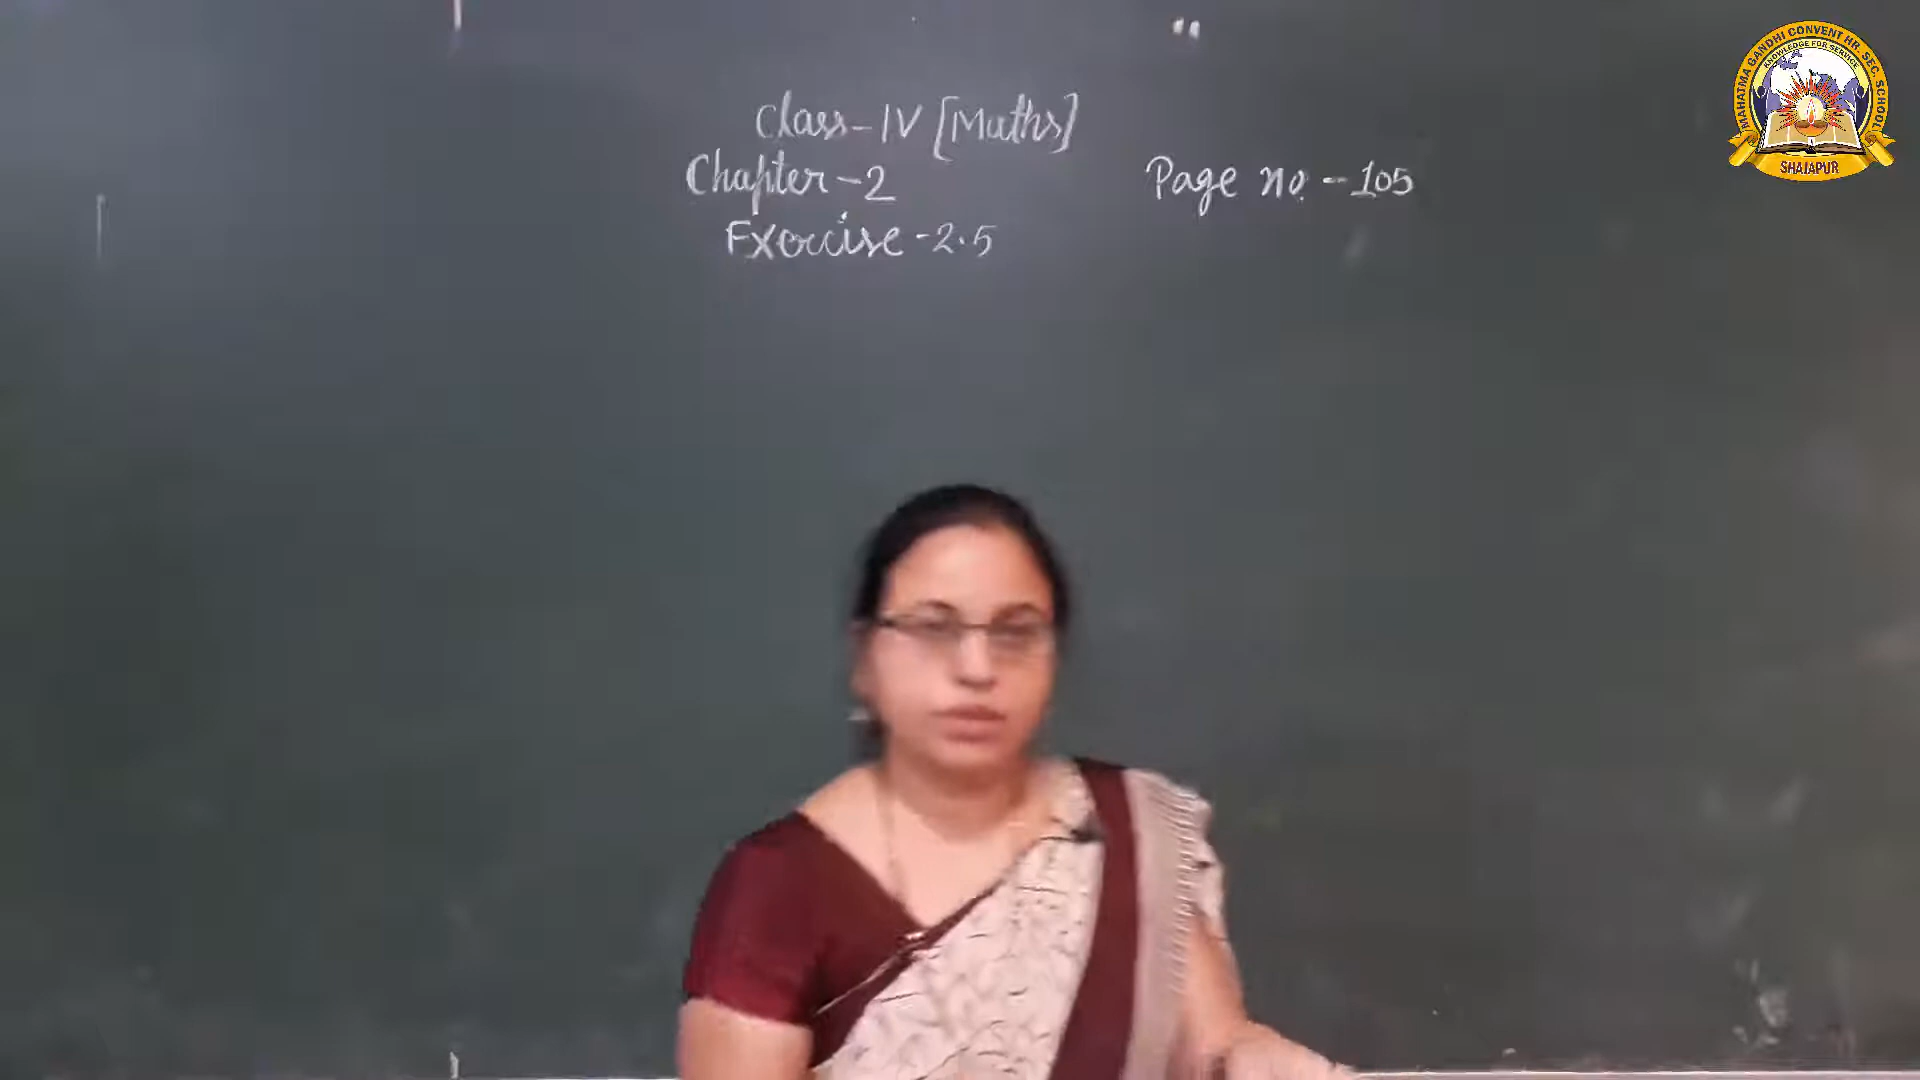 Class-IV [Maths]
Chapter-2
Page no.-105
Exercise-2.5
MAHATMA GANDHI CONVENT HR. SEC. SCHOOL
KNOWLEDGE FOR SERVICE
SHAJAPUR